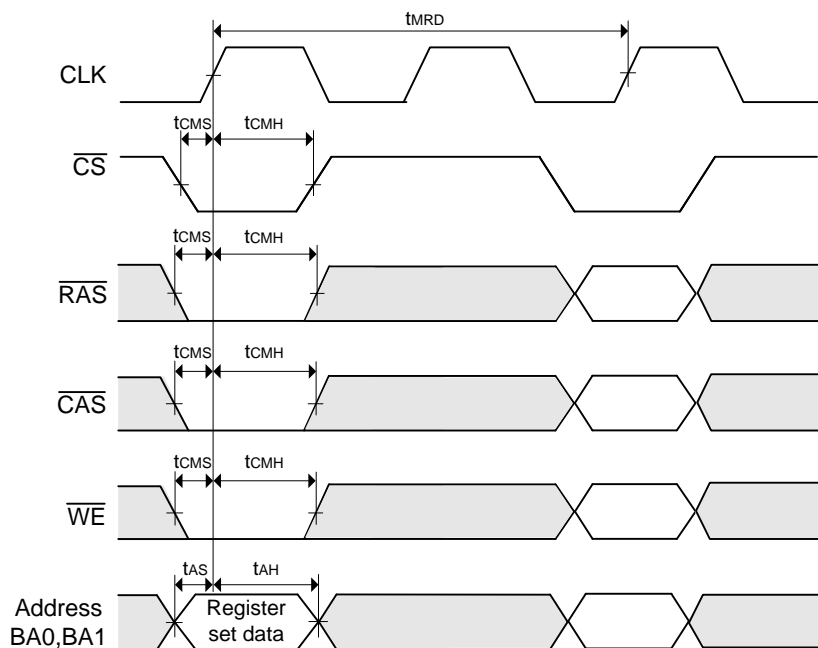 tMRD
CLK
tCMS tCMH
CS
tCMS tCMH
RAS
tCMS tCMH
CAS
tCMS tCMH
WE
tAS tAH
Address
BA0,BA1
Register
set data